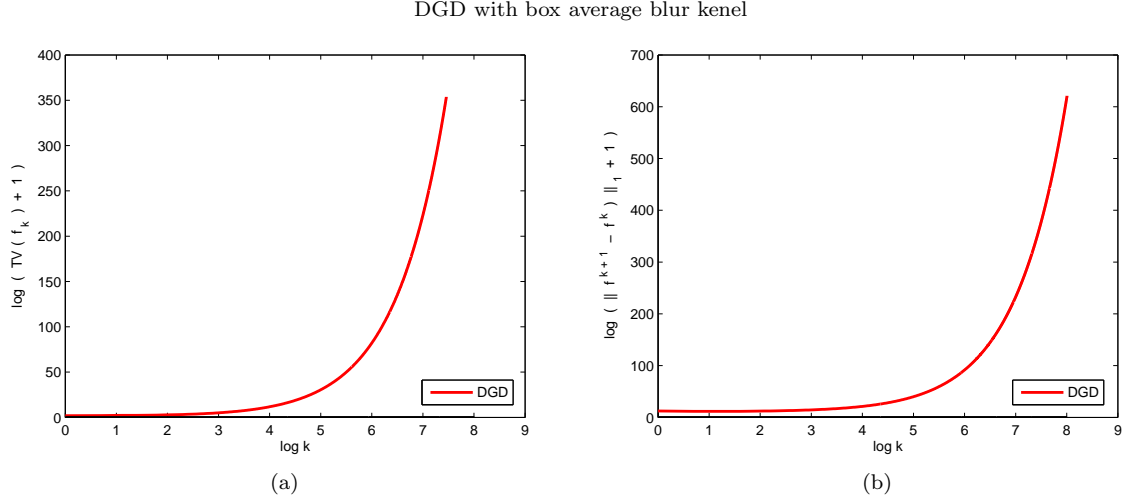 DGD with box average blur kenel
400
350
300
250
200
150
100
50
0
log ( TV ( f_k ) + 1 )
0 1 2 3 4 5 6 7 8 9
log k
DGD
(a)
700
600
500
400
300
200
100
0
log ( || f^{k+1} − f^k ) ||_1 + 1 )
0 1 2 3 4 5 6 7 8 9
log k
DGD
(b)